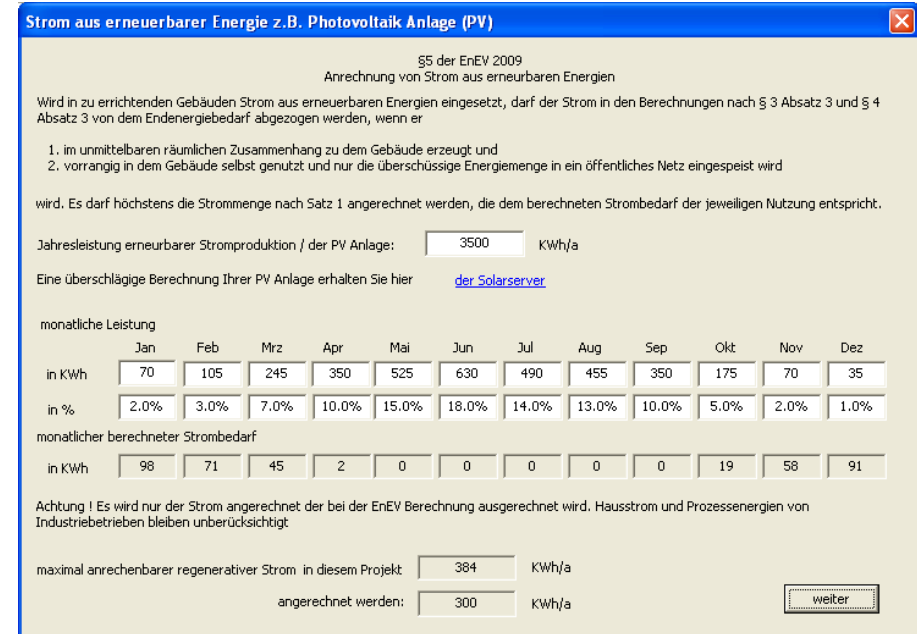 Strom aus erneuerbarer Energie z.B. Photovoltaik Anlage (PV)
§5 der EnEV 2009
Anrechnung von Strom aus erneurbaren Energien
Wird in zu errichtenden Gebäuden Strom aus erneuerbaren Energien eingesetzt, darf der Strom in den Berechnungen nach § 3 Absatz 3 und § 4
Absatz 3 von dem Endenergiebedarf abgezogen werden, wenn er
1. im unmittelbaren räumlichen Zusammenhang zu dem Gebäude erzeugt und
2. vorrangig in dem Gebäude selbst genutzt und nur die überschüssige Energiemenge in ein öffentliches Netz eingespeist wird
wird. Es darf höchstens die Strommenge nach Satz 1 angerechnet werden, die dem berechneten Strombedarf der jeweiligen Nutzung entspricht.
Jahresleistung erneurbarer Stromproduktion / der PV Anlage: 3500 KWh/a
Eine überschlägige Berechnung Ihrer PV Anlage erhalten Sie hier der Solarserver
monatliche Leistung
Jan Feb Mrz Apr Mai Jun Jul Aug Sep Okt Nov Dez
in KWh 70 105 245 350 525 630 490 455 350 175 70 35
in % 2.0% 3.0% 7.0% 10.0% 15.0% 18.0% 14.0% 13.0% 10.0% 5.0% 2.0% 1.0%
monatlicher berechneter Strombedarf
in KWh 98 71 45 2 0 0 0 0 0 19 58 91
Achtung ! Es wird nur der Strom angerechnet der bei der EnEV Berechnung ausgerechnet wird. Hausstrom und Prozessenergien von
Industriebetrieben bleiben unberücksichtigt
maximal anrechenbarer regenerativer Strom in diesem Projekt 384 KWh/a
angerechnet werden: 300 KWh/a
weiter